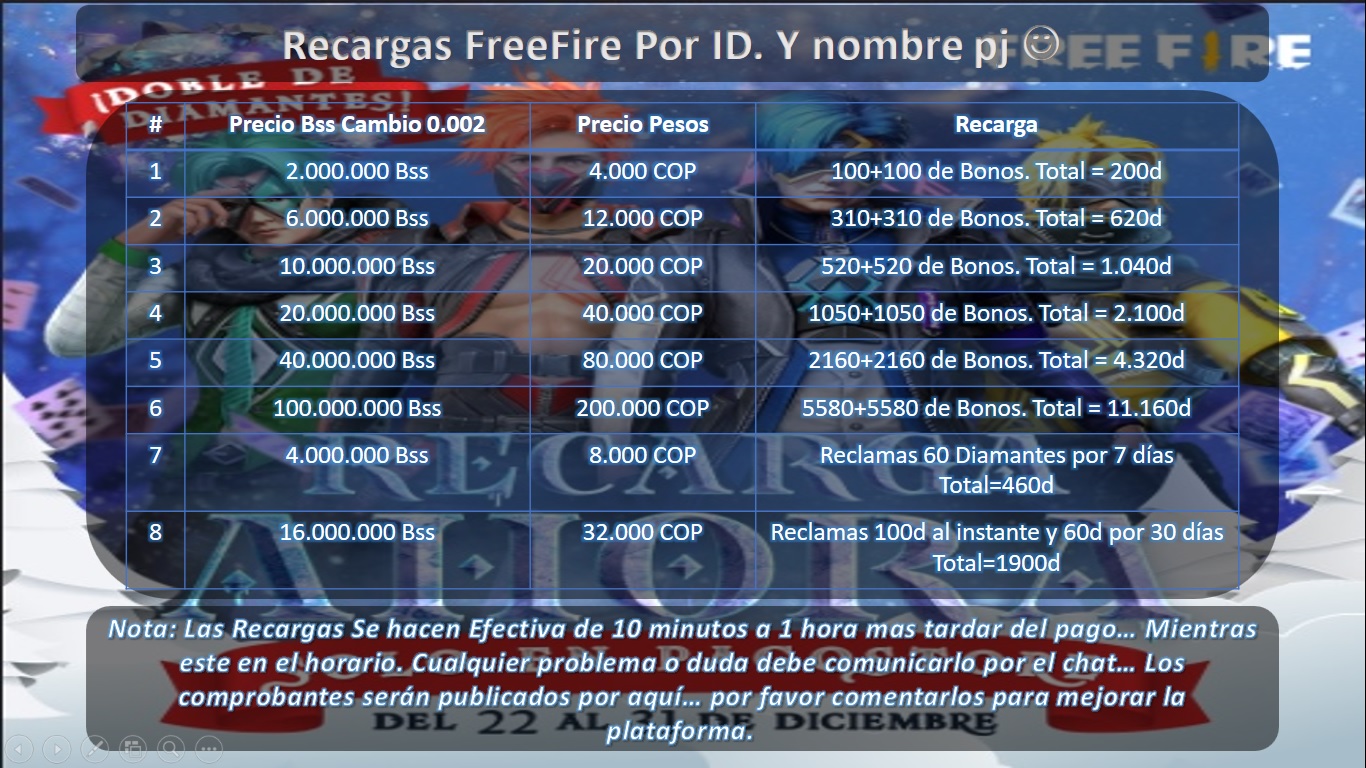 Recargas FreeFire Por ID. Y nombre pj ☺
FREE FIRE
¡DOBLE DE
DIAMANTES!
# Precio Bss Cambio 0.002 Precio Pesos Recarga
1 2.000.000 Bss 4.000 COP 100+100 de Bonos. Total = 200d
2 6.000.000 Bss 12.000 COP 310+310 de Bonos. Total = 620d
3 10.000.000 Bss 20.000 COP 520+520 de Bonos. Total = 1.040d
4 20.000.000 Bss 40.000 COP 1050+1050 de Bonos. Total = 2.100d
5 40.000.000 Bss 80.000 COP 2160+2160 de Bonos. Total = 4.320d
6 100.000.000 Bss 200.000 COP 5580+5580 de Bonos. Total = 11.160d
7 4.000.000 Bss 8.000 COP Reclamas 60 Diamantes por 7 días
Total=460d
8 16.000.000 Bss 32.000 COP Reclamas 100d al instante y 60d por 30 días
Total=1900d
RECARGA
AHORA
Nota: Las Recargas Se hacen Efectiva de 10 minutos a 1 hora mas tardar del pago... Mientras
este en el horario. Cualquier problema o duda debe comunicarlo por el chat... Los
comprobantes serán publicados por aquí... por favor comentarlos para mejorar la
plataforma.
SOLO EN PAGOSTORE
DEL 22 AL 31 DE DICIEMBRE